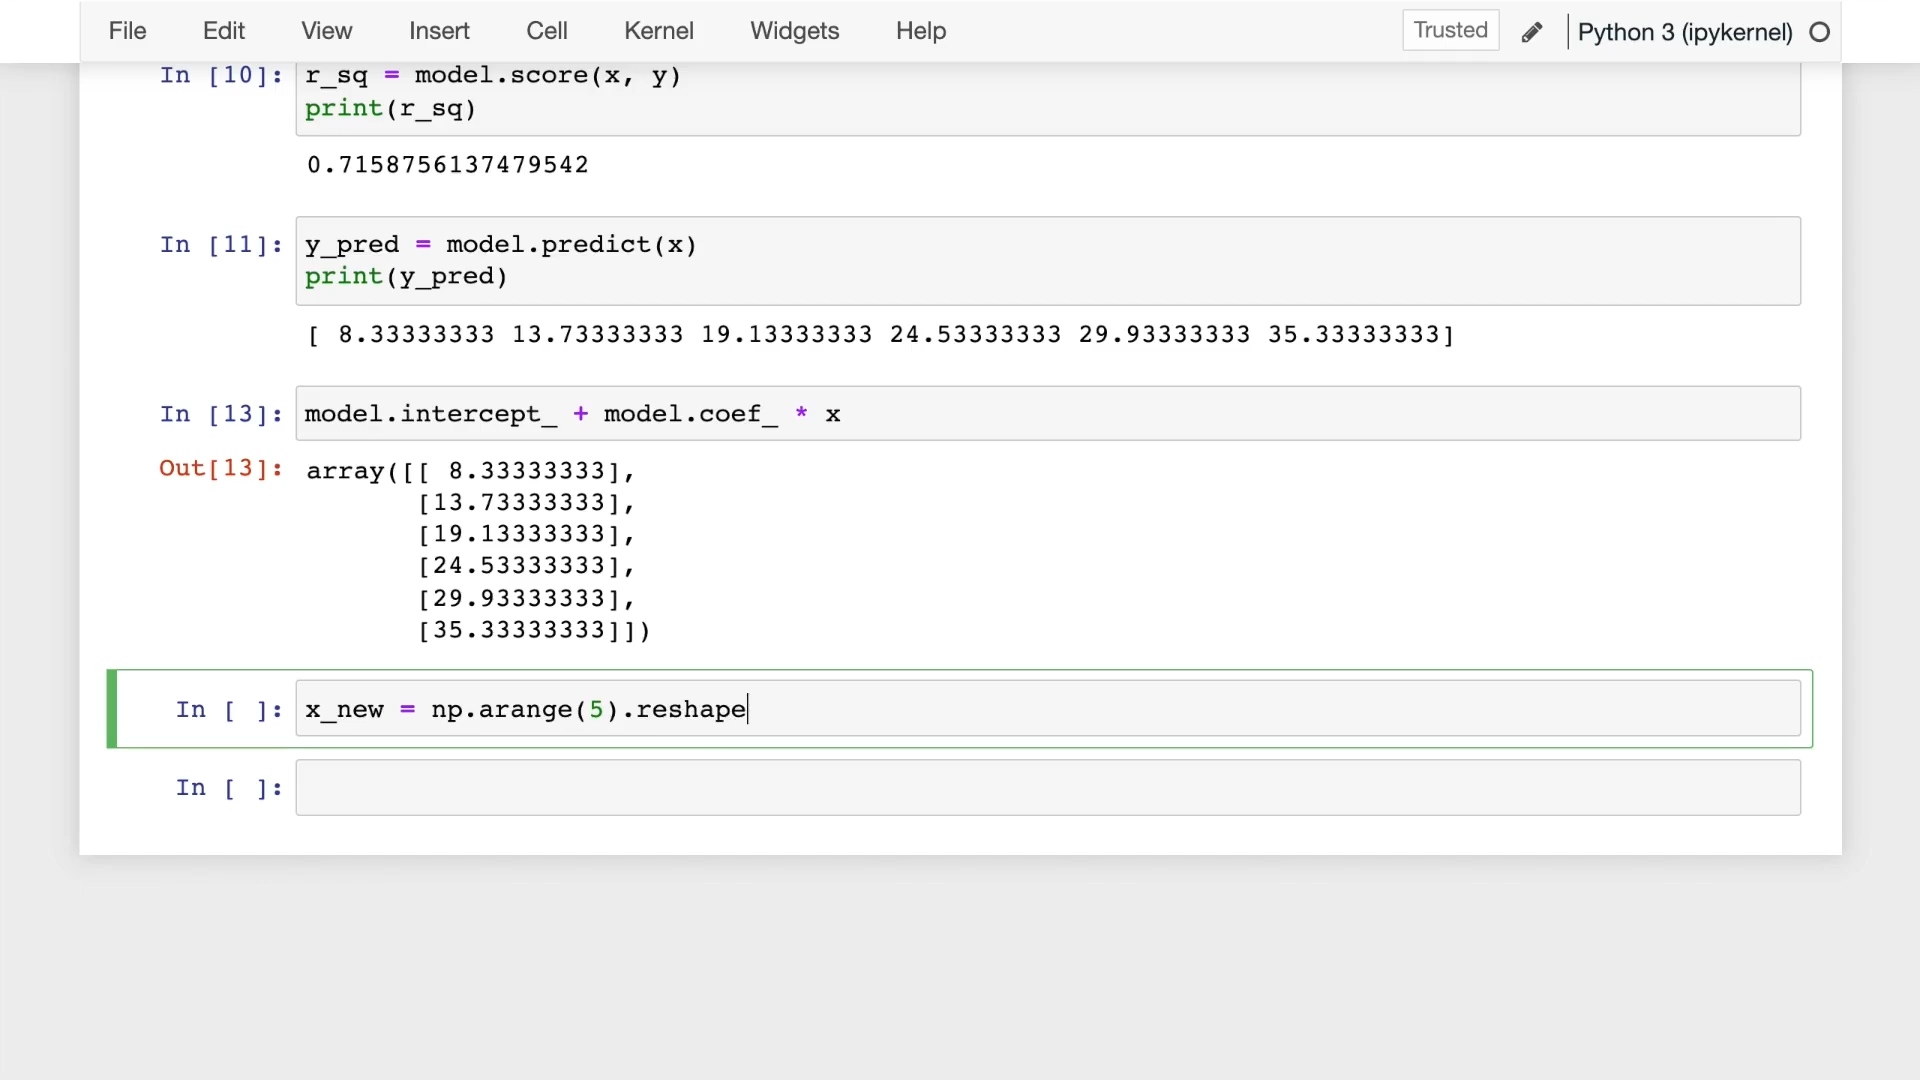 File Edit View Insert Cell Kernel Widgets Help Trusted Python 3 (ipykernel)
In [10]: r_sq = model.score(x, y)
print(r_sq)
0.7158756137479542
In [11]: y_pred = model.predict(x)
print(y_pred)
[ 8.33333333 13.73333333 19.13333333 24.53333333 29.93333333 35.33333333]
In [13]: model.intercept_ + model.coef_ * x
Out[13]: array([[ 8.33333333],
[13.73333333],
[19.13333333],
[24.53333333],
[29.93333333],
[35.33333333]])
In [ ]: x_new = np.arange(5).reshape
In [ ]: